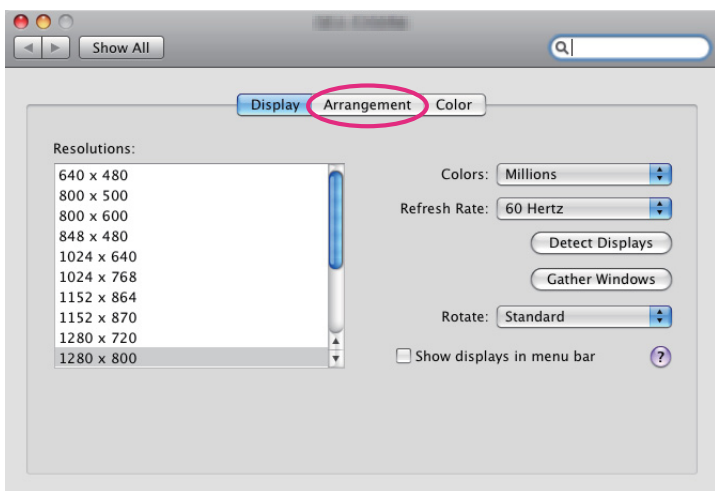 Show All
Display Arrangement Color
Resolutions:
640 x 480
800 x 500
800 x 600
848 x 480
1024 x 640
1024 x 768
1152 x 864
1152 x 870
1280 x 720
1280 x 800
Colors: Millions
Refresh Rate: 60 Hertz
Detect Displays
Gather Windows
Rotate: Standard
Show displays in menu bar ?